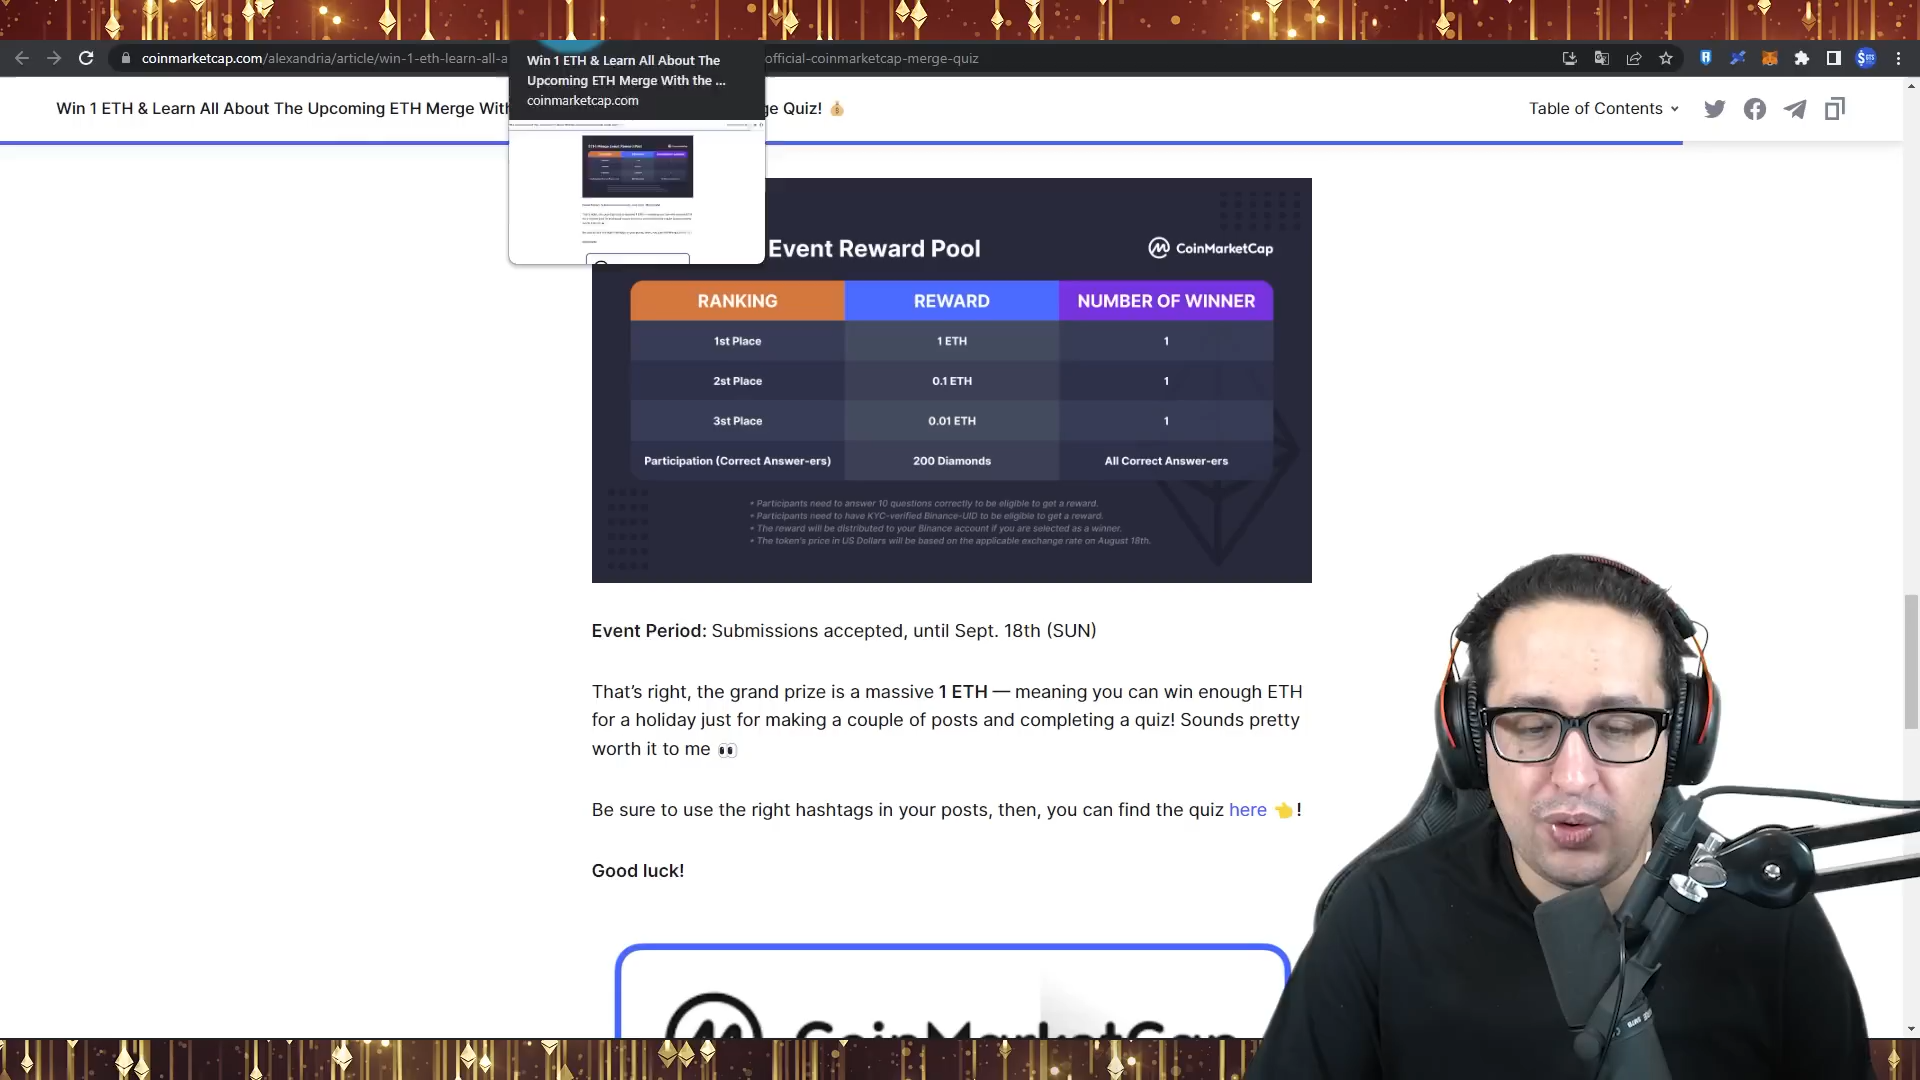 coinmarketcap.com/alexandria/article/win-1-eth-learn-all-a
official-coinmarketcap-merge-quiz
Win 1 ETH & Learn All About The
Upcoming ETH Merge With the ...
coinmarketcap.com
Win 1 ETH & Learn All About The Upcoming ETH Merge With
ge Quiz! 💰
Table of Contents
Event Reward Pool
CoinMarketCap
RANKING REWARD NUMBER OF WINNER
1st Place 1 ETH 1
2st Place 0.1 ETH 1
3st Place 0.01 ETH 1
Participation (Correct Answer-ers) 200 Diamonds All Correct Answer-ers
• Participants need to answer 10 questions correctly to be eligible to get a reward.
• Participants need to have KYC-verified Binance-UID to be eligible to get a reward.
• The reward will be distributed to your Binance account if you are selected as a winner.
• The token's price in US Dollars will be based on the applicable exchange rate on August 18th.
Event Period: Submissions accepted, until Sept. 18th (SUN)
That's right, the grand prize is a massive 1 ETH — meaning you can win enough ETH
for a holiday just for making a couple of posts and completing a quiz! Sounds pretty
worth it to me 👀
Be sure to use the right hashtags in your posts, then, you can find the quiz here 👈!
Good luck!
CoinMarketCap